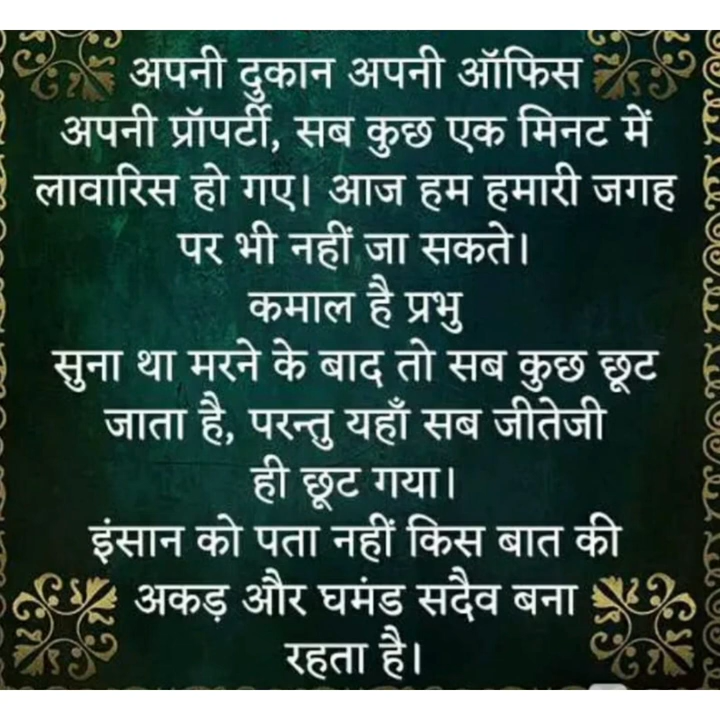 अपनी दुकान अपनी ऑफिस
अपनी प्रॉपर्टी, सब कुछ एक मिनट में
लावारिस हो गए। आज हम हमारी जगह
पर भी नहीं जा सकते।
कमाल है प्रभु
सुना था मरने के बाद तो सब कुछ छूट
जाता है, परन्तु यहाँ सब जीतेजी
ही छूट गया।
इंसान को पता नहीं किस बात की
अकड़ और घमंड सदैव बना
रहता है।